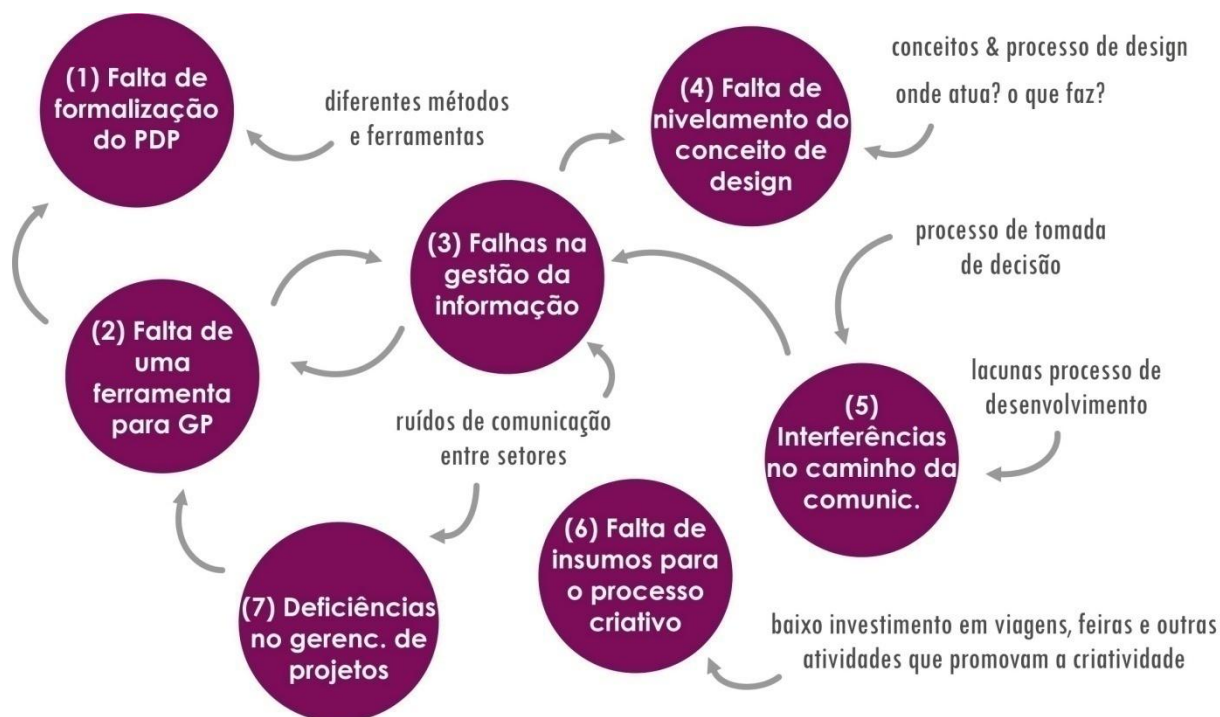 (1) Falta de
formalização
do PDP
diferentes métodos
e ferramentas
(4) Falta de
nivelamento do
conceito de
design
conceitos & processo de design
onde atua? o que faz?
(3) Falhas na
gestão da
informação
processo de tomada
de decisão
(2) Falta de
uma
ferramenta
para GP
ruídos de comunicação
entre setores
(5)
Interferências
no caminho da
comunic.
lacunas processo de
desenvolvimento
(6) Falta de
insumos para
o processo
criativo
(7) Deficiências
no gerenc. de
projetos
baixo investimento em viagens, feiras e outras
atividades que promovam a criatividade